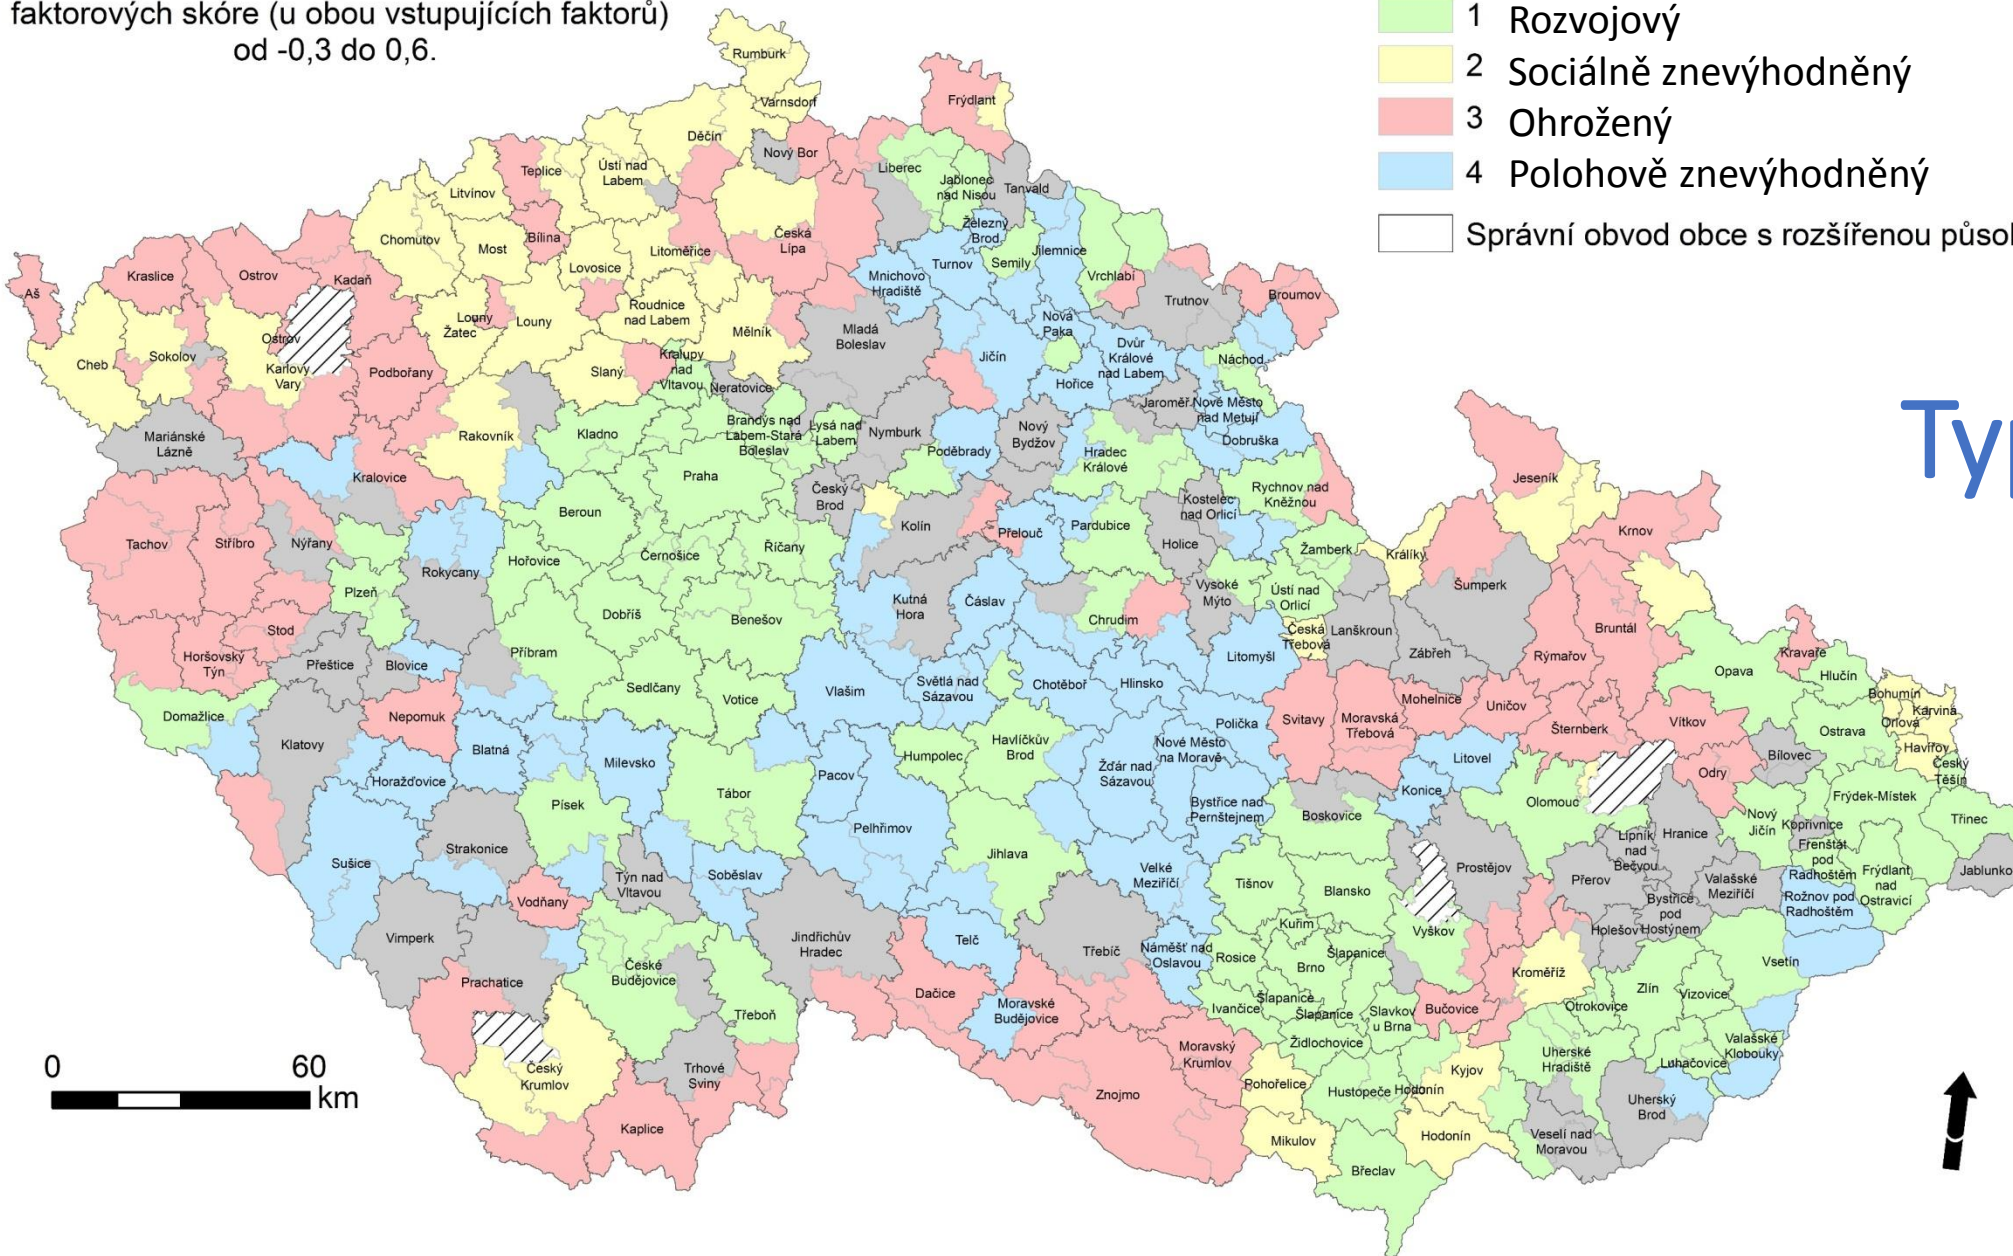 faktorových skóre (u obou vstupujících faktorů)
od -0,3 do 0,6.
1 Rozvojový
2 Sociálně znevýhodněný
3 Ohrožený
4 Polohově znevýhodněný
Správní obvod obce s rozšířenou působ
Typ
Rumburk
Varnsdorf
Frýdlant
Děčín
Nový Bor
Teplice
Ústí nad
Labem
Liberec
Jablonec
nad Nisou
Tanvald
Litvínov
Železný
Brod
Chomutov
Most
Bílina
Litoměřice
Česká
Lípa
Turnov
Semily
Jilemnice
Vrchlabí
Kraslice
Ostrov
Kadaň
Lovosice
Mnichovo
Hradiště
Trutnov
Broumov
Aš
Louny
Žatec
Louny
Roudnice
nad Labem
Mělník
Mladá
Boleslav
Nová
Paka
Jičín
Dvůr
Králové
nad Labem
Cheb
Sokolov
Ostrov
Karlovy
Vary
Podbořany
Slaný
Kralupy
nad
Vltavou
Neratovice
Hořice
Náchod
Jaroměř
Nové Město
nad Metují
Mariánské
Lázně
Rakovník
Kladno
Brandýs nad
Labem-Stará
Boleslav
Lysá nad
Labem
Nymburk
Poděbrady
Nový
Bydžov
Hradec
Králové
Dobruška
Kralovice
Praha
Český
Brod
Kolín
Rychnov nad
Kněžnou
Kostelec
nad Orlicí
Jeseník
Beroun
Přelouč
Pardubice
Holice
Žamberk
Králíky
Krnov
Tachov
Stříbro
Nýřany
Hořovice
Černošice
Říčany
Rokycany
Plzeň
Kutná
Hora
Čáslav
Chrudim
Vysoké
Mýto
Ústí nad
Orlicí
Šumperk
Dobříš
Benešov
Stod
Česká
Třebová
Lanškroun
Zábřeh
Bruntál
Rýmařov
Horšovský
Týn
Přeštice
Blovice
Příbram
Litomyšl
Opava
Kravaře
Hlučín
Sedlčany
Votice
Vlašim
Světlá nad
Sázavou
Chotěboř
Hlinsko
Bohumín
Karviná
Orlová
Domažlice
Nepomuk
Polička
Svitavy
Moravská
Třebová
Mohelnice
Uničov
Šternberk
Vítkov
Ostrava
Havířov
Český
Těšín
Klatovy
Blatná
Milevsko
Humpolec
Havlíčkův
Brod
Nové Město
na Moravě
Žďár nad
Sázavou
Litovel
Bílovec
Odry
Horažďovice
Pacov
Tábor
Písek
Bystřice nad
Pernštejnem
Konice
Boskovice
Olomouc
Frýdek-Místek
Třinec
Nový
Jičín
Kopřivnice
Pelhřimov
Strakonice
Sušice
Jihlava
Lipník
nad
Bečvou
Hranice
Frenštát
pod
Radhoštěm
Frýdlant
nad
Ostravicí
Jablunko
Týn nad
Vltavou
Soběslav
Velké
Meziříčí
Tišnov
Blansko
Prostějov
Přerov
Valašské
Meziříčí
Rožnov pod
Radhoštěm
Vodňany
Bystřice
pod
Hostýnem
Holešov
Vimperk
Jindřichův
Hradec
Telč
Třebíč
Náměšť nad
Oslavou
Kuřim
Vyškov
Rosice
Šlapanice
Brno
Kroměříž
Vsetín
České
Budějovice
Prachatice
Dačice
Moravské
Budějovice
Ivančice
Šlapanice
Šlapanice
Slavkov
u Brna
Bučovice
Otrokovice
Zlín
Vizovice
Třeboň
Židlochovice
Moravský
Krumlov
Uherské
Hradiště
Luhačovice
Valašské
Klobouky
Český
Krumlov
Trhové
Sviny
Znojmo
Pohořelice
Hustopeče
Hodonín
Kyjov
Uherský
Brod
Kaplice
Mikulov
Hodonín
Veselí nad
Moravou
Břeclav
0 60
km